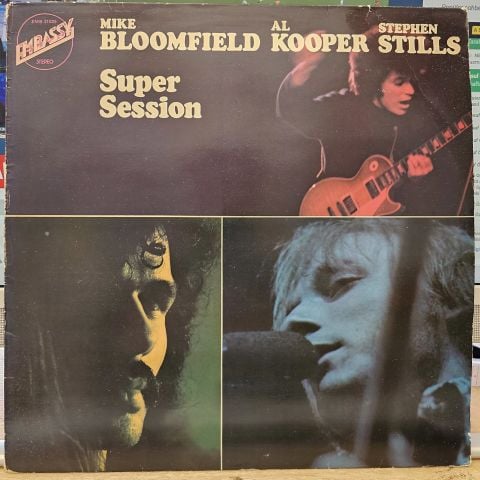 EMBASSY
STEREO
MIKE AL STEPHEN
BLOOMFIELD KOOPER STILLS
Super
Session